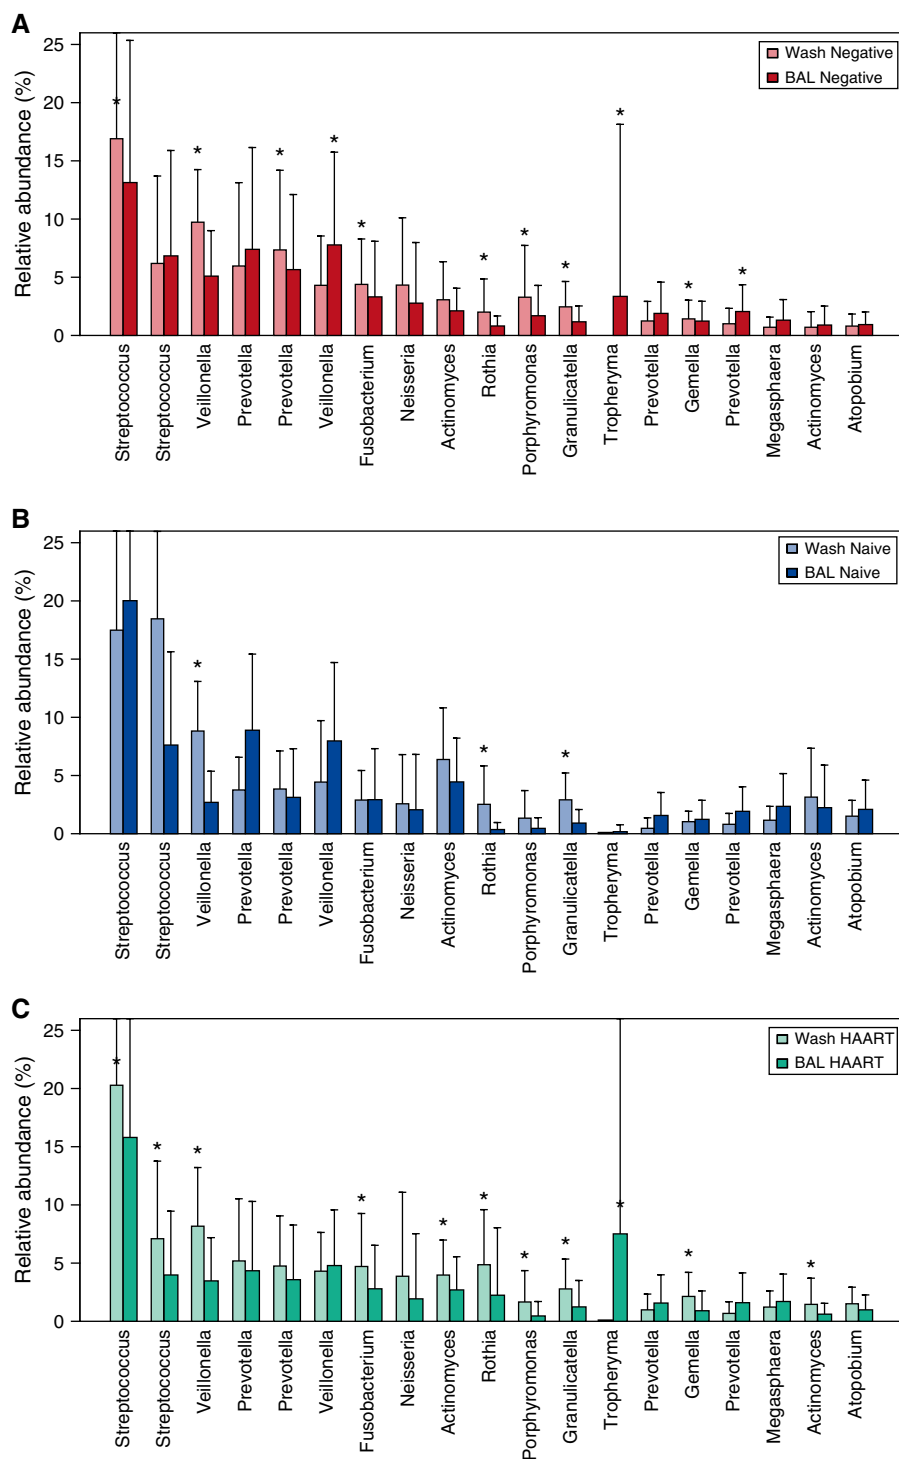 A
Relative abundance (%)
25
20
15
10
5
0
Wash Negative
BAL Negative
* * * * * * * * * * *
Streptococcus
Streptococcus
Veillonella
Prevotella
Prevotella
Veillonella
Fusobacterium
Neisseria
Actinomyces
Rothia
Porphyromonas
Granulicatella
Tropheryma
Prevotella
Gemella
Prevotella
Megasphaera
Actinomyces
Atopobium
B
Relative abundance (%)
25
20
15
10
5
0
Wash Naive
BAL Naive
* * *
Streptococcus
Streptococcus
Veillonella
Prevotella
Prevotella
Veillonella
Fusobacterium
Neisseria
Actinomyces
Rothia
Porphyromonas
Granulicatella
Tropheryma
Prevotella
Gemella
Prevotella
Megasphaera
Actinomyces
Atopobium
C
Relative abundance (%)
25
20
15
10
5
0
Wash HAART
BAL HAART
* * * * * * * * * * *
Streptococcus
Streptococcus
Veillonella
Prevotella
Prevotella
Veillonella
Fusobacterium
Neisseria
Actinomyces
Rothia
Porphyromonas
Granulicatella
Tropheryma
Prevotella
Gemella
Prevotella
Megasphaera
Actinomyces
Atopobium